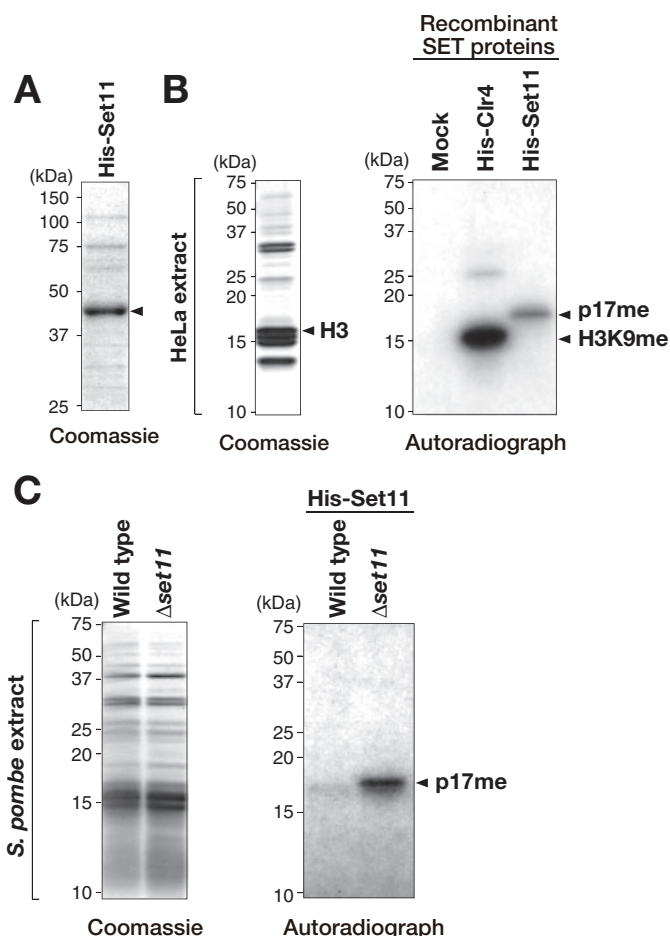 A
His-Set11
(kDa)
150
100
75
50
37
25
Coomassie
B
HeLa extract
(kDa)
75
50
37
25
20
15
10
H3
Coomassie
Recombinant
SET proteins
Mock
His-Clr4
His-Set11
(kDa)
75
50
37
25
20
15
10
p17me
H3K9me
Autoradiograph
C
S. pombe extract
Wild type
Δset11
(kDa)
75
50
37
25
20
15
10
Coomassie
His-Set11
Wild type
Δset11
(kDa)
75
50
37
25
20
15
10
p17me
Autoradiograph